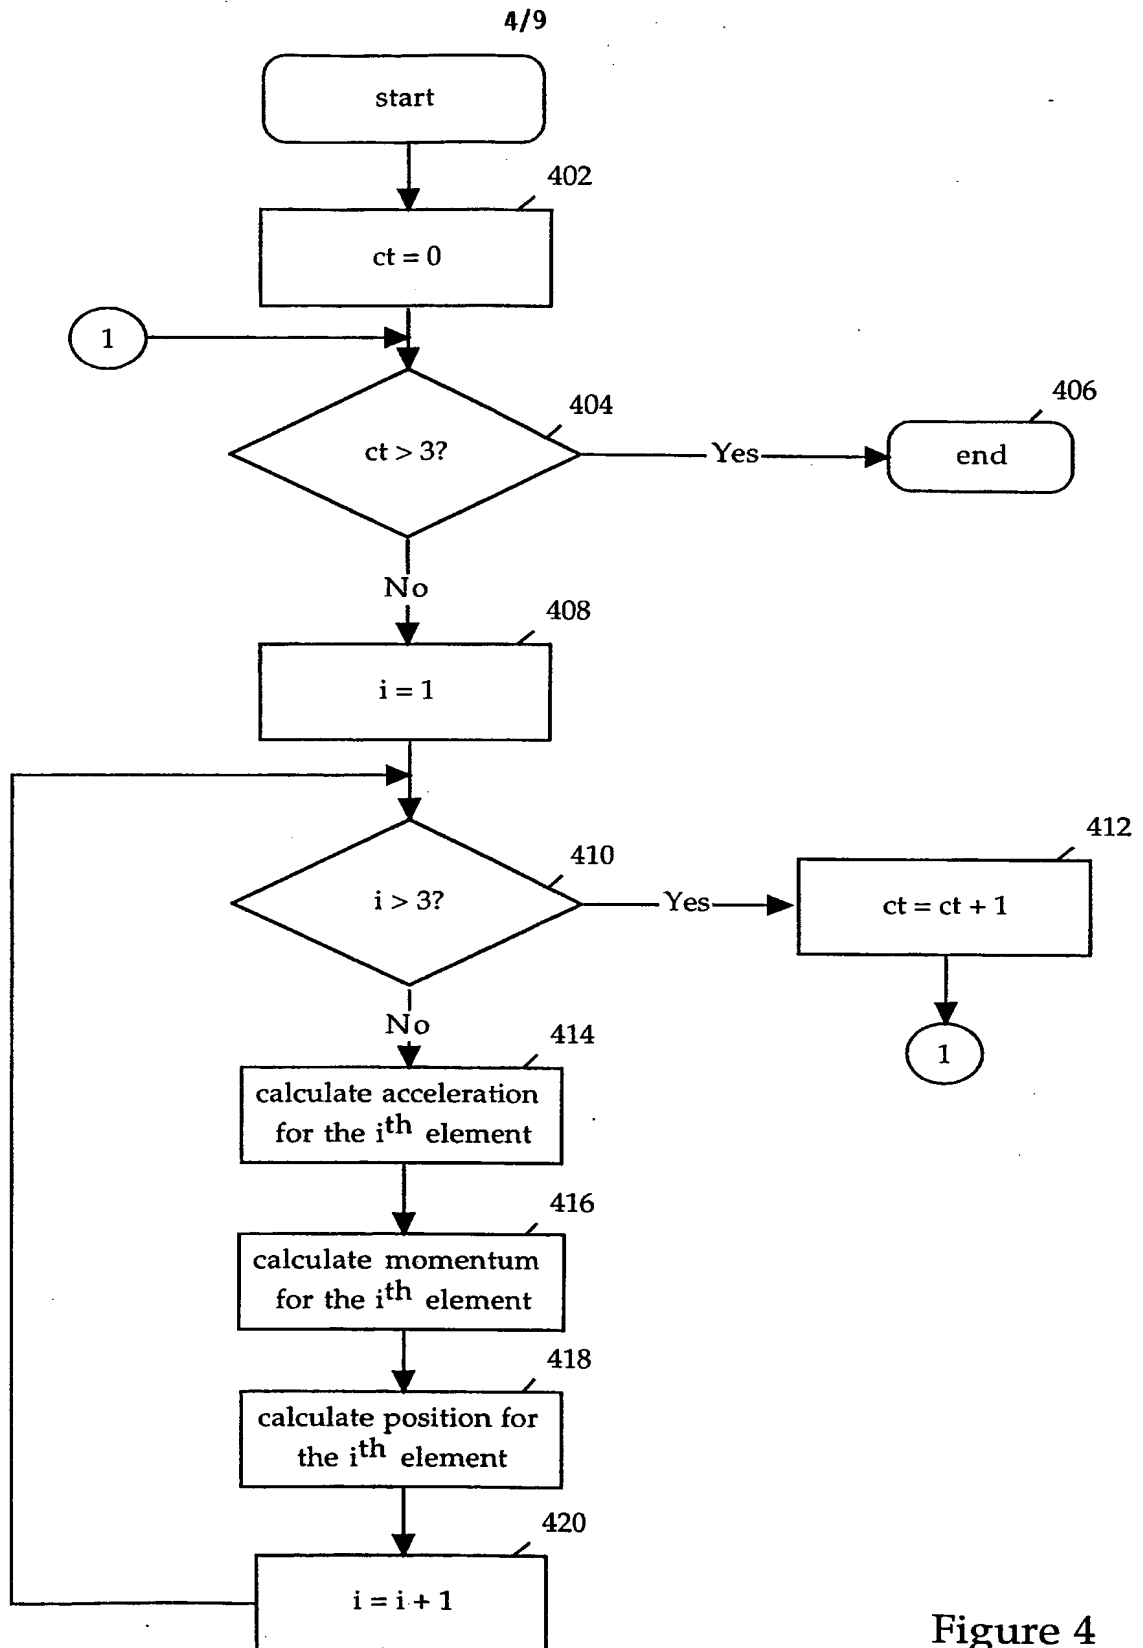 4/9
start
402
ct = 0
1
404
ct > 3?
Yes
406
end
No
408
i = 1
410
i > 3?
Yes
412
ct = ct + 1
1
No
414
calculate acceleration
for the ith element
416
calculate momentum
for the ith element
418
calculate position for
the ith element
420
i = i + 1
Figure 4